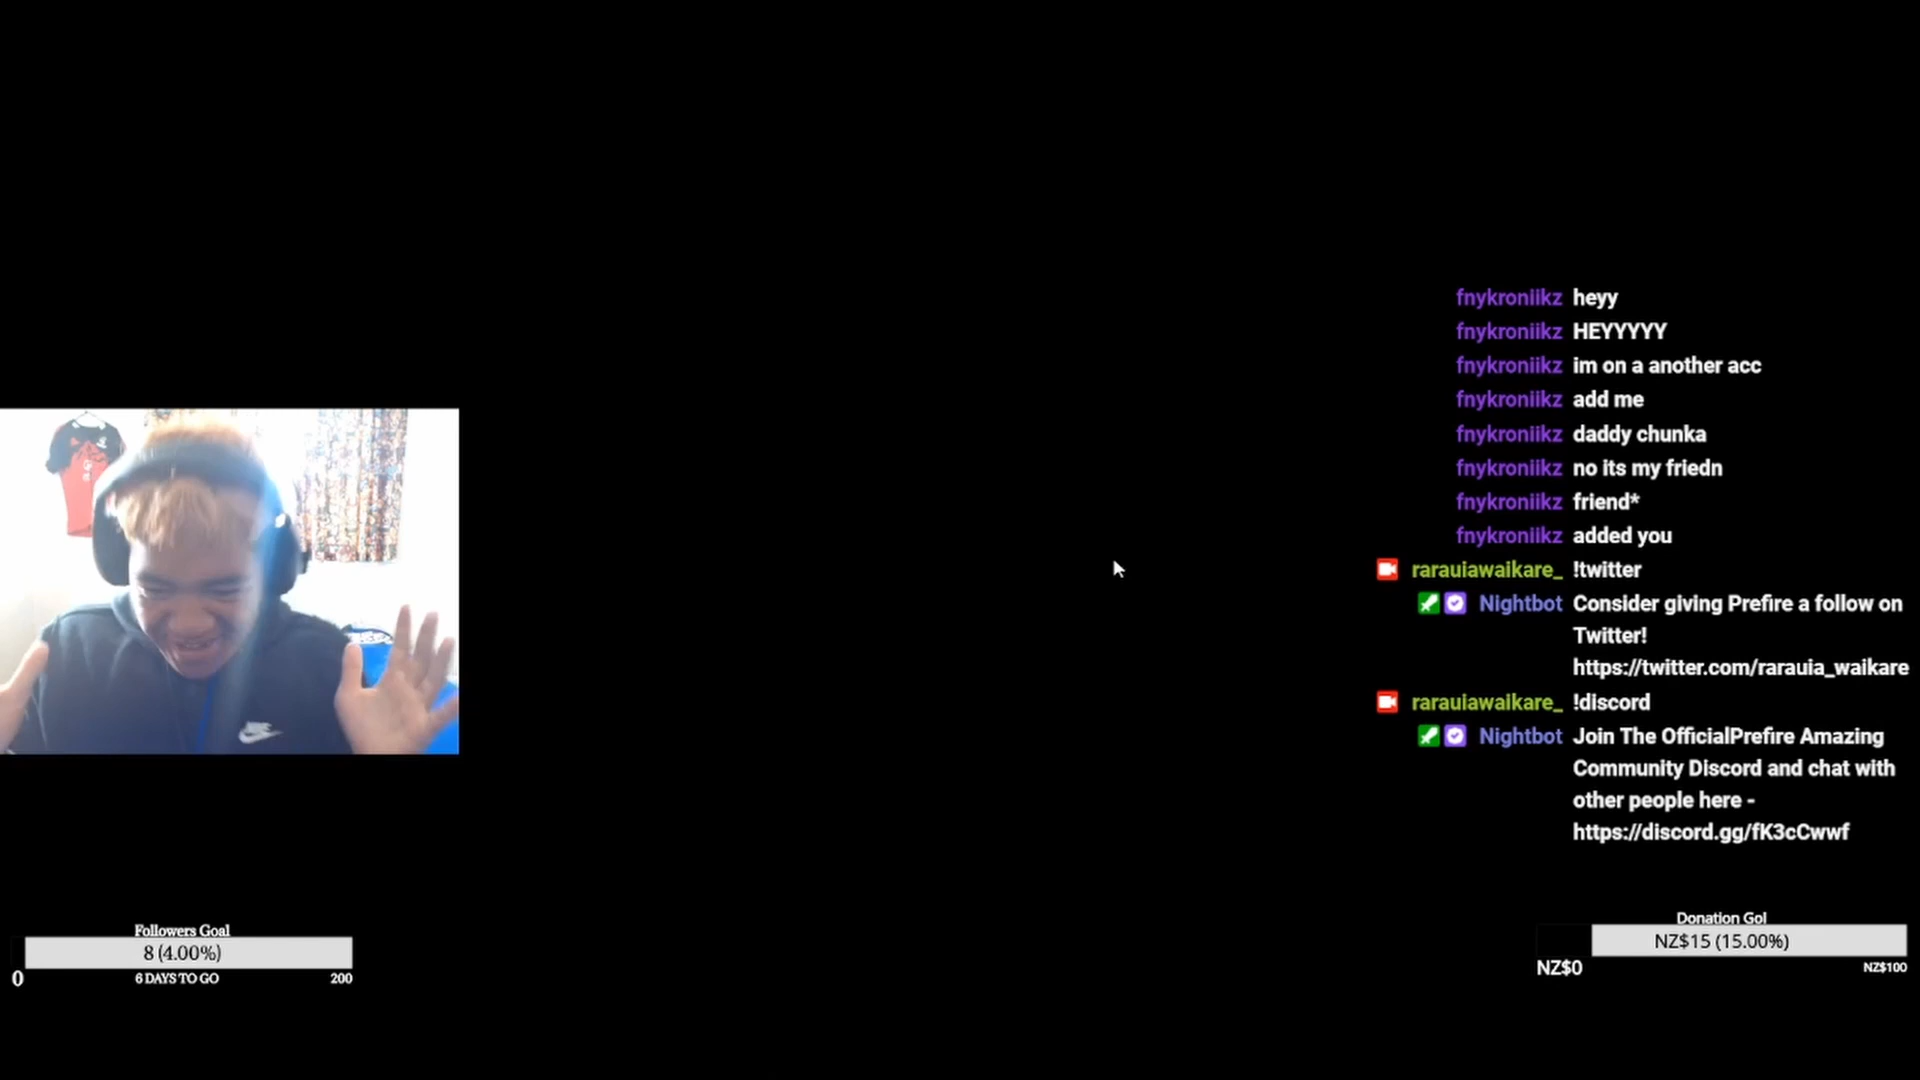 fnykroniikz heyy
fnykroniikz HEYYYYY
fnykroniikz im on a another acc
fnykroniikz add me
fnykroniikz daddy chunka
fnykroniikz no its my friedn
fnykroniikz friend*
fnykroniikz added you
rarauiawaikare_ !twitter
Nightbot Consider giving Prefire a follow on
Twitter!
https://twitter.com/rarauia_waikare
rarauiawaikare_ !discord
Nightbot Join The OfficialPrefire Amazing
Community Discord and chat with
other people here -
https://discord.gg/fK3cCwwf
Followers Goal
8 (4.00%)
0 6 DAYS TO GO 200
Donation Gol
NZ$15 (15.00%)
NZ$0 NZ$100